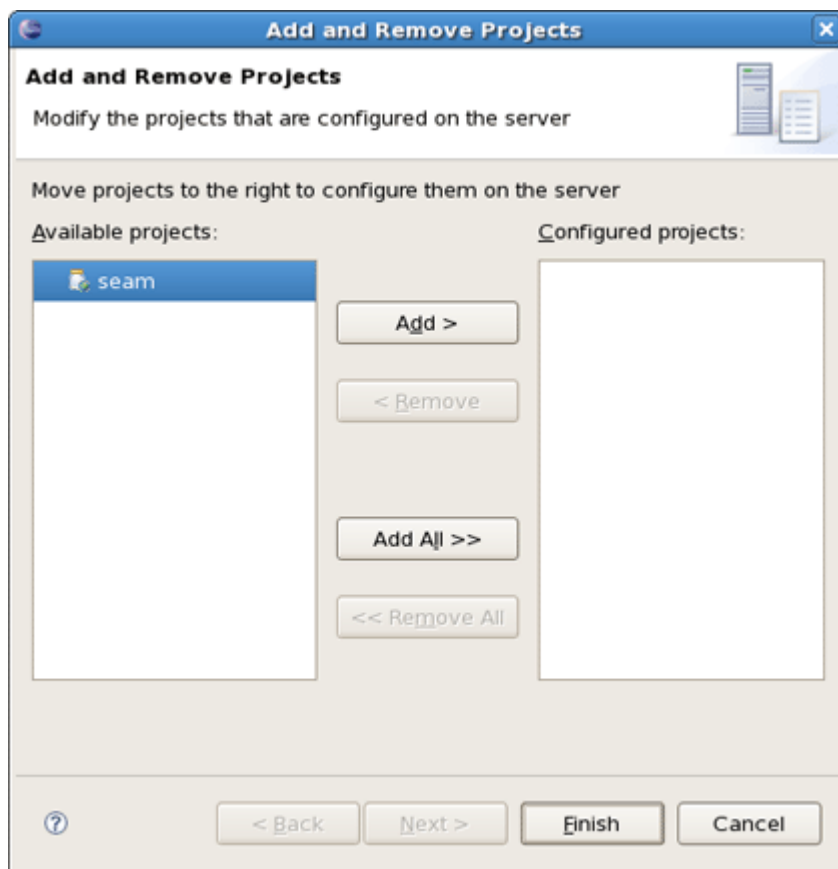 Add and Remove Projects
Add and Remove Projects
Modify the projects that are configured on the server
Move projects to the right to configure them on the server
Available projects:
Configured projects:
seam
Add >
< Remove
Add All >>
<< Remove All
< Back
Next >
Finish
Cancel